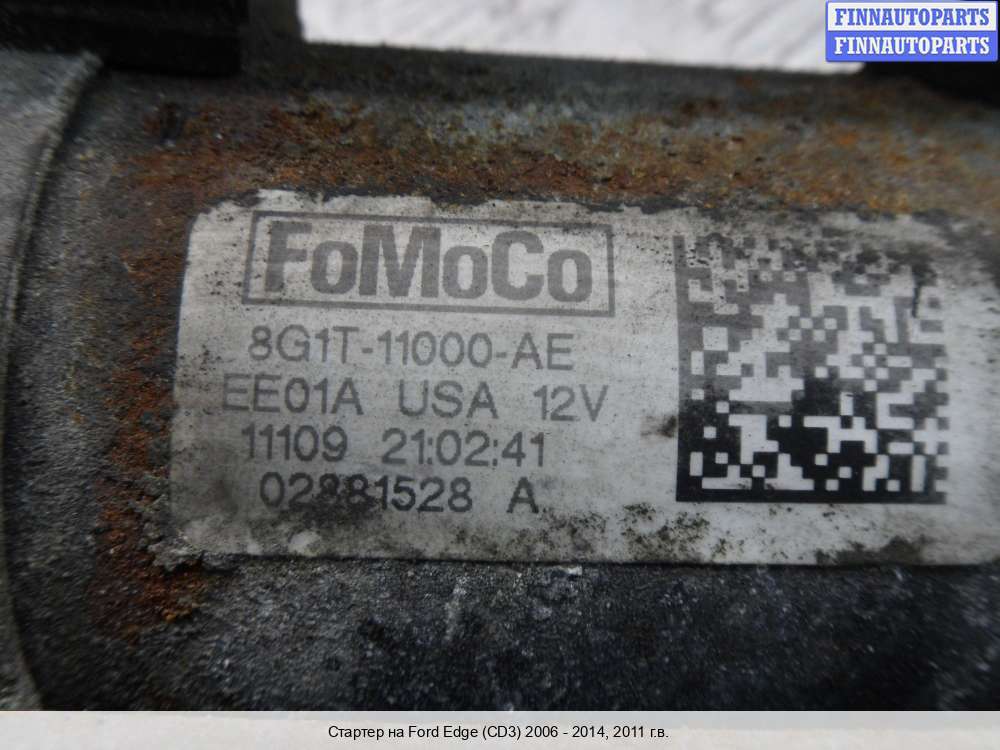 FINNAUTOPARTS
FINNAUTOPARTS
FoMoCo
8G1T-11000-AE
EE01A USA 12V
11109 21:02:41
02881528 A
Стартер на Ford Edge (CD3) 2006 - 2014, 2011 г.в.